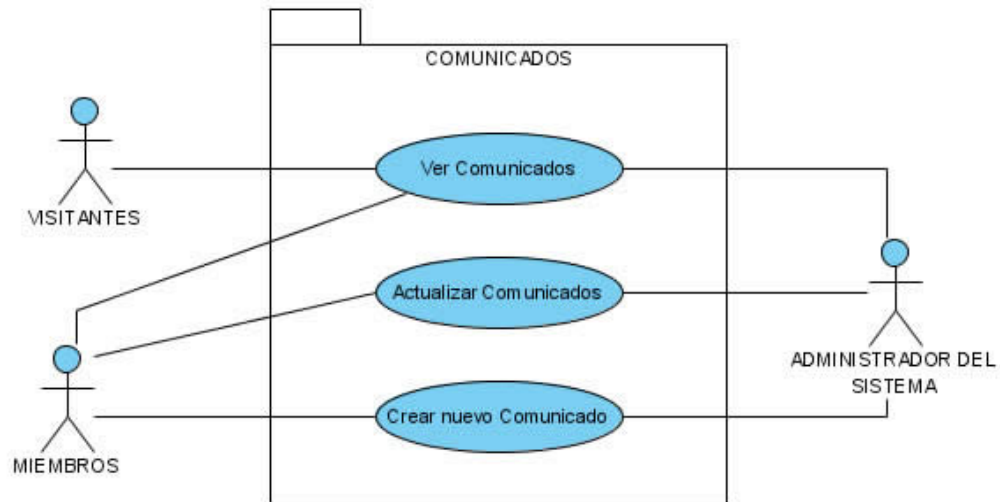 COMUNICADOS
Ver Comunicados
VISITANTES
Actualizar Comunicados
ADMINISTRADOR DEL
SISTEMA
Crear nuevo Comunicado
MIEMBROS